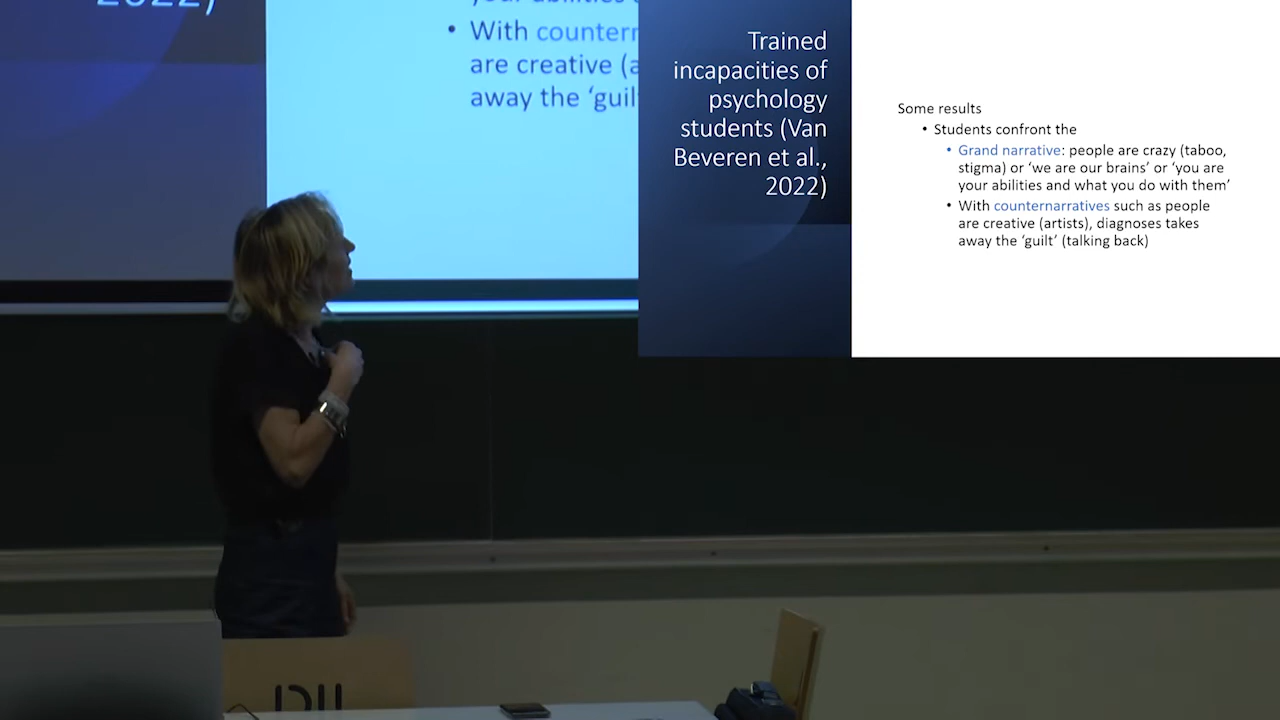 2022)
your abilities
• With
are creative
away the
Trained
incapacities of
psychology
students (Van
Beveren et al.,
2022)
Some results
• Students confront the
• Grand narrative: people are crazy (taboo,
stigma) or ‘we are our brains’ or ‘you are
your abilities and what you do with them’
• With counternarratives such as people
are creative (artists), diagnoses takes
away the ‘guilt’ (talking back)